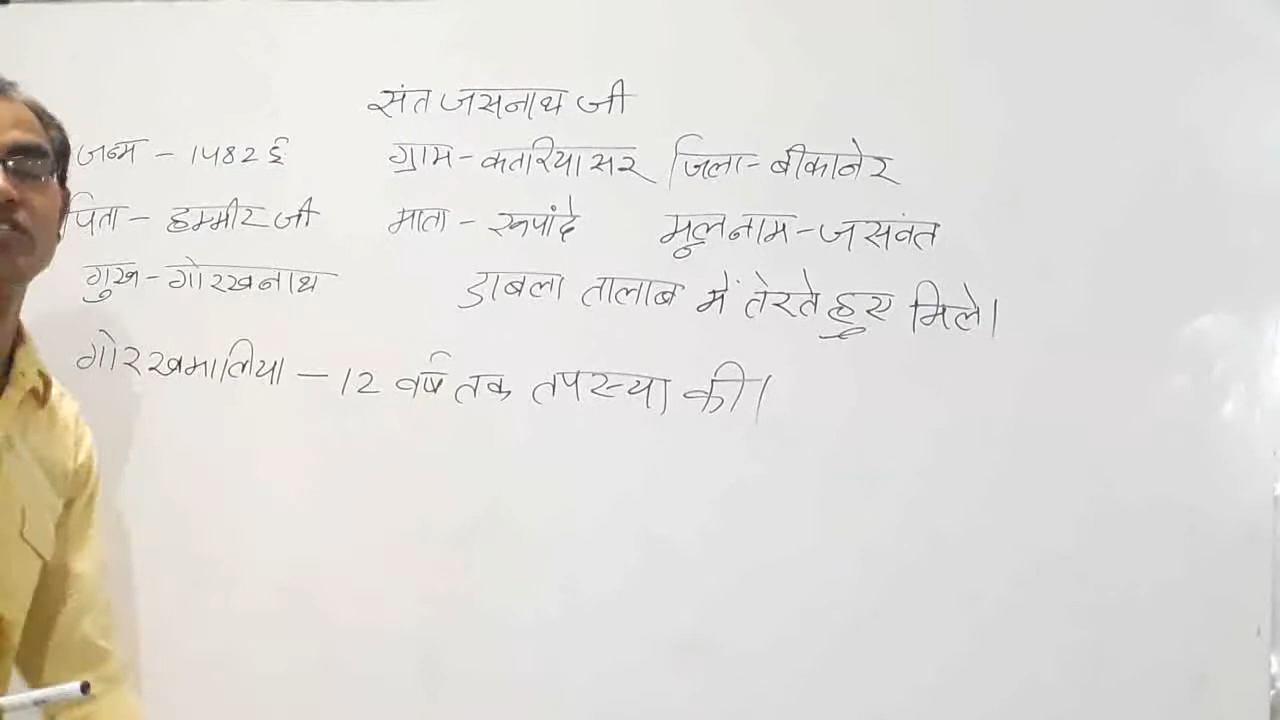 संत जसनाथ जी
जन्म - 1482 ई ग्राम - कतरियासर जिला - बीकानेर
पिता - हम्मीर जी माता - रूपांदे मूलनाम - जसवंत
गुरू - गोरखनाथ डाबला तालाब में तेरते हुए मिले।
गोरखमालिया - 12 वर्ष तक तपस्या की।